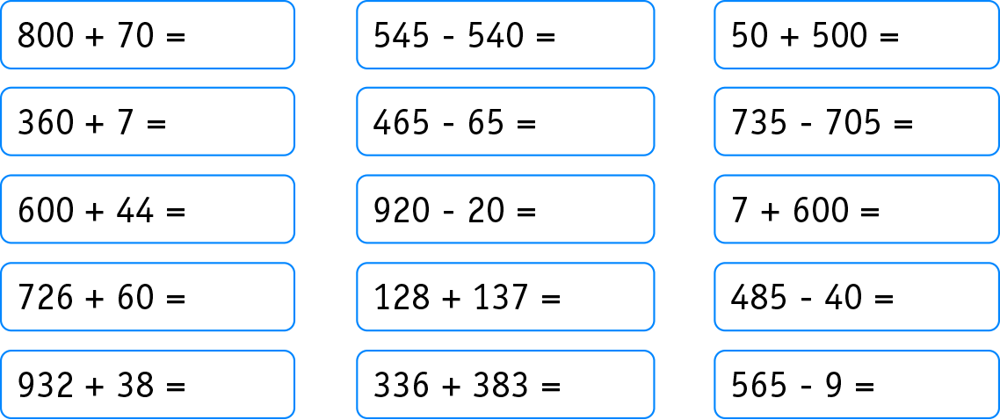 800 + 70 =
545 - 540 =
50 + 500 =
360 + 7 =
465 - 65 =
735 - 705 =
600 + 44 =
920 - 20 =
7 + 600 =
726 + 60 =
128 + 137 =
485 - 40 =
932 + 38 =
336 + 383 =
565 - 9 =